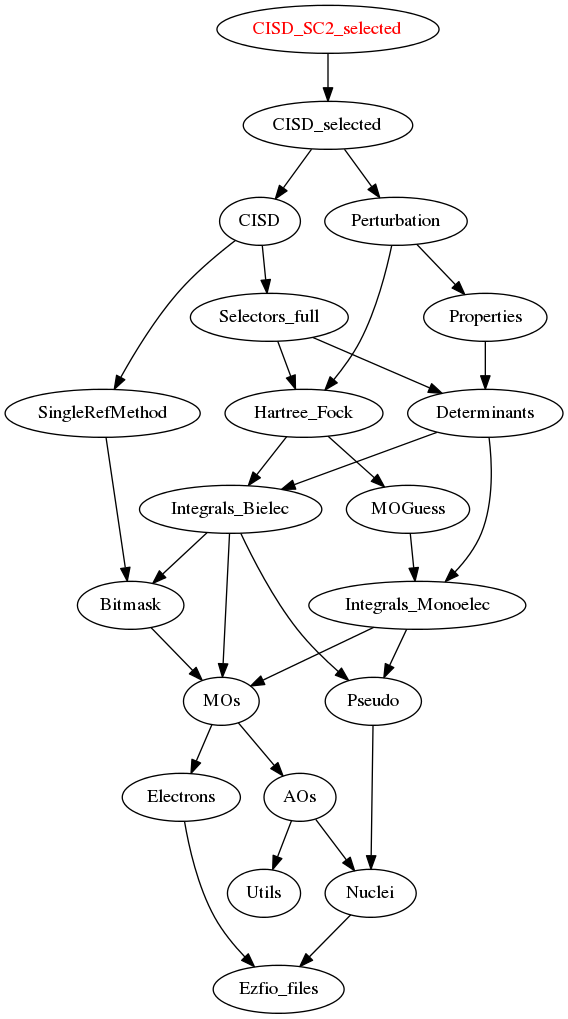 CISD_SC2_selected
CISD_selected
CISD
Perturbation
Selectors_full
Properties
SingleRefMethod
Hartree_Fock
Determinants
Integrals_Bielec
MOGuess
Bitmask
Integrals_Monoelec
MOs
Pseudo
Electrons
AOs
Utils
Nuclei
Ezfio_files